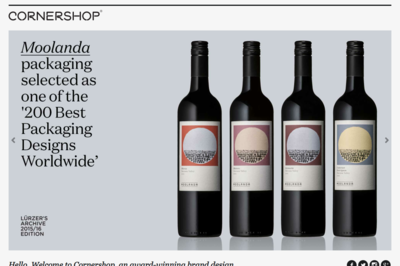 CORNERSHOP
Moolanda
packaging
selected as
one of the
'200 Best
Packaging
Designs
Worldwide’
LÜRZER'S
ARCHIVE
2015/16
EDITION
Hello. Welcome to Cornershop, an award-winning brand design